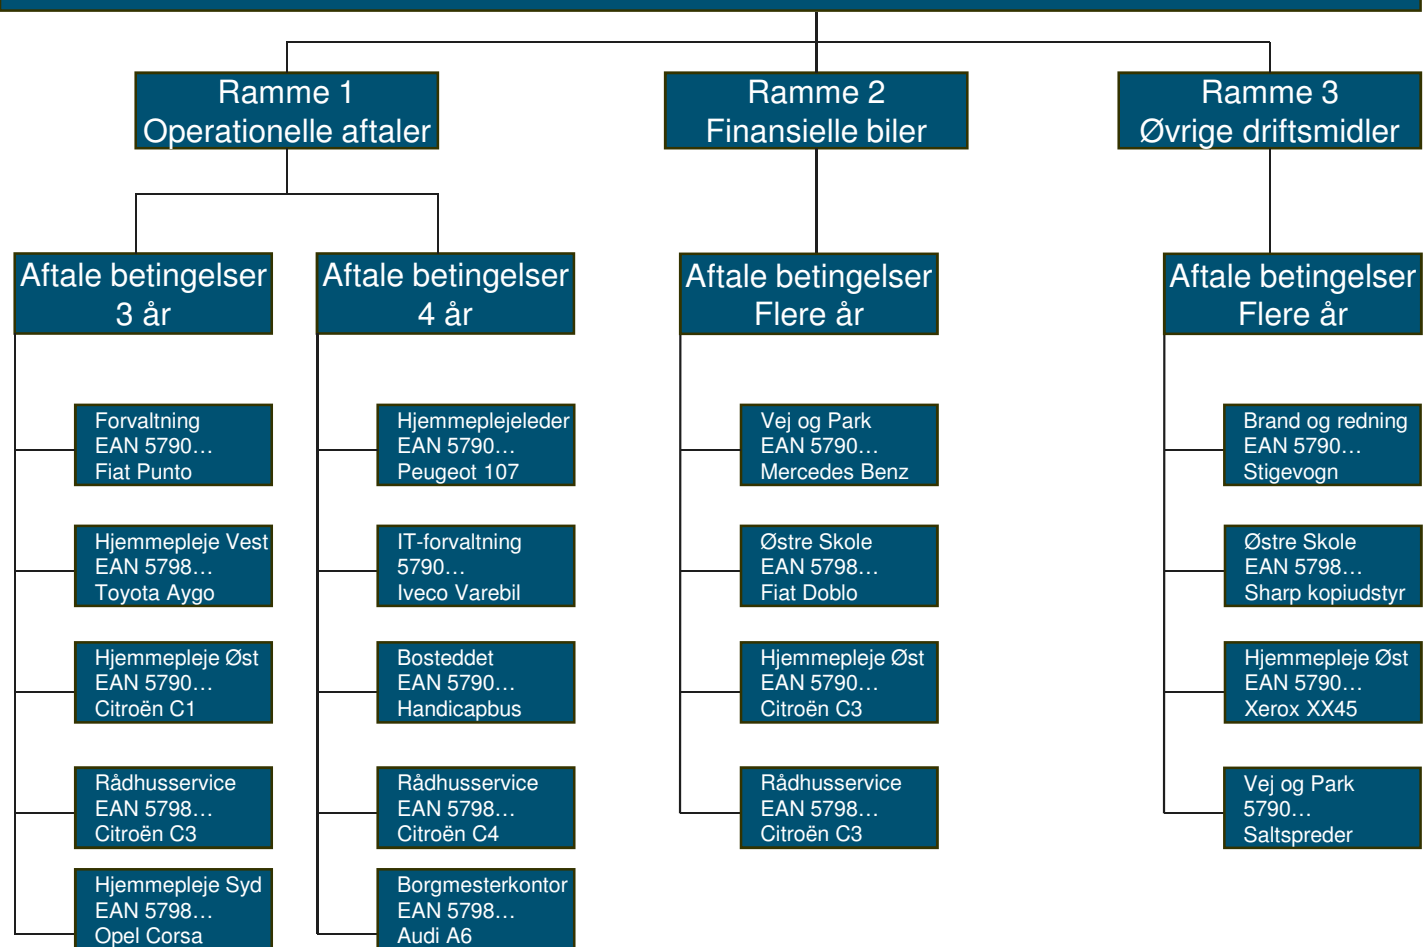 Ramme 1
Operationelle aftaler
Ramme 2
Finansielle biler
Ramme 3
Øvrige driftsmidler
Aftale betingelser
3 år
Aftale betingelser
4 år
Aftale betingelser
Flere år
Aftale betingelser
Flere år
Forvaltning
EAN 5790…
Fiat Punto
Hjemmepleje Vest
EAN 5798…
Toyota Aygo
Hjemmepleje Øst
EAN 5790…
Citroën C1
Rådhusservice
EAN 5798…
Citroën C3
Hjemmepleje Syd
EAN 5798…
Opel Corsa
Hjemmeplejeleder
EAN 5790…
Peugeot 107
IT-forvaltning
5790…
Iveco Varebil
Bosteddet
EAN 5790…
Handicapbus
Rådhusservice
EAN 5798…
Citroën C4
Borgmesterkontor
EAN 5798…
Audi A6
Vej og Park
EAN 5790…
Mercedes Benz
Østre Skole
EAN 5798…
Fiat Doblo
Hjemmepleje Øst
EAN 5790…
Citroën C3
Rådhusservice
EAN 5798…
Citroën C3
Brand og redning
EAN 5790…
Stigevogn
Østre Skole
EAN 5798…
Sharp kopiudstyr
Hjemmepleje Øst
EAN 5790…
Xerox XX45
Vej og Park
5790…
Saltspreder